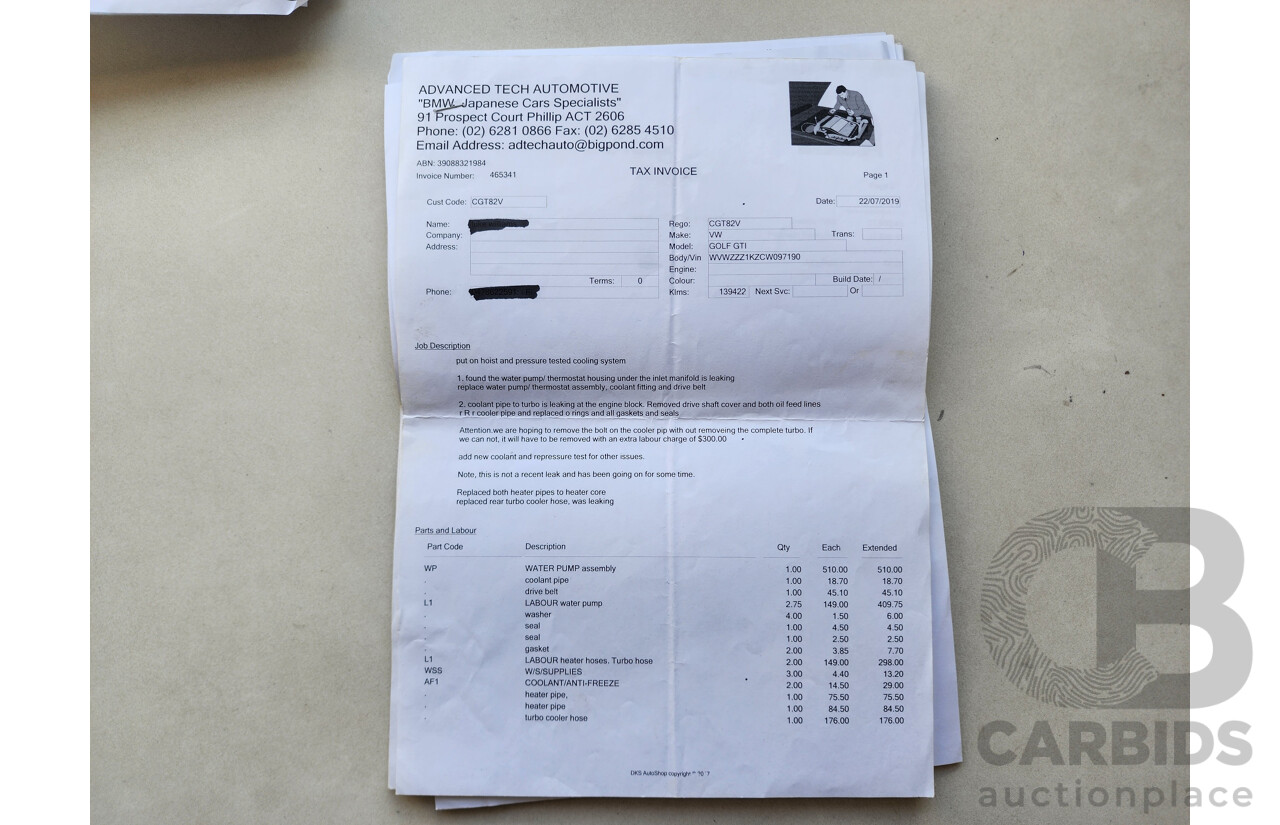 ADVANCED TECH AUTOMOTIVE
"BMW Japanese Cars Specialists"
91 Prospect Court Phillip ACT 2606
Phone: (02) 6281 0866 Fax: (02) 6285 4510
Email Address: adtechauto@bigpond.com
ABN: 39088321984
Invoice Number: 465341
TAX INVOICE
Page 1
Cust Code: CGT82V
Date: 22/07/2019
Name:
Company:
Address:
Terms: 0
Phone:
Rego: CGT82V
Make: VW Trans:
Model: GOLF GTI
Body/Vin WVWZZZ1KZCW097190
Engine:
Colour: Build Date: /
Klms: 139422 Next Svc: Or
Job Description
put on hoist and pressure tested cooling system
1. found the water pump/ thermostat housing under the inlet manifold is leaking
replace water pump/ thermostat assembly, coolant fitting and drive belt
2. coolant pipe to turbo is leaking at the engine block. Removed drive shaft cover and both oil feed lines
r R r cooler pipe and replaced o rings and all gaskets and seals
Attention.we are hoping to remove the bolt on the cooler pip with out removeing the complete turbo. If
we can not, it will have to be removed with an extra labour charge of $300.00
add new coolant and repressure test for other issues.
Note, this is not a recent leak and has been going on for some time.
Replaced both heater pipes to heater core
replaced rear turbo cooler hose, was leaking
Parts and Labour
Part Code Description Qty Each Extended
WP WATER PUMP assembly 1.00 510.00 510.00
. coolant pipe 1.00 18.70 18.70
. drive belt 1.00 45.10 45.10
L1 LABOUR water pump 2.75 149.00 409.75
. washer 4.00 1.50 6.00
. seal 1.00 4.50 4.50
. seal 1.00 2.50 2.50
. gasket 2.00 3.85 7.70
L1 LABOUR heater hoses. Turbo hose 2.00 149.00 298.00
WSS W/S/SUPPLIES 3.00 4.40 13.20
AF1 COOLANT/ANTI-FREEZE 2.00 14.50 29.00
. heater pipe, 1.00 75.50 75.50
. heater pipe 1.00 84.50 84.50
. turbo cooler hose 1.00 176.00 176.00
DKS AutoShop copyright
CB
CARBIDS
auctionplace